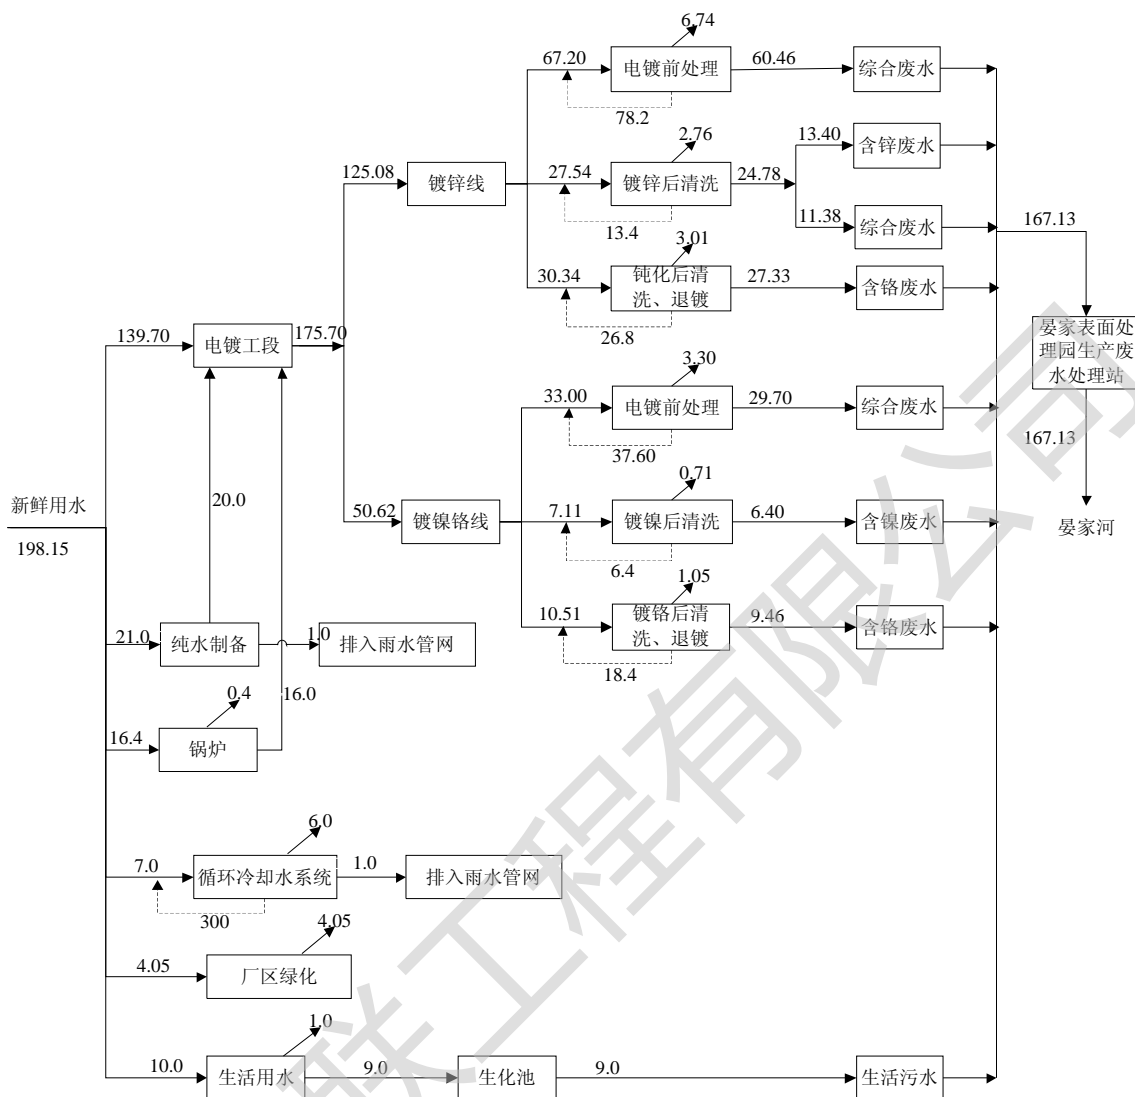 6.74
67.20
电镀前处理
60.46
综合废水
78.2
2.76
13.40
含锌废水
125.08
镀锌线
27.54
镀锌后清洗
24.78
13.4
11.38
综合废水
167.13
3.01
30.34
钝化后清
洗、退镀
27.33
含铬废水
26.8
139.70
电镀工段
175.70
晏家表面处
理园生产废
水处理站
3.30
33.00
电镀前处理
29.70
综合废水
37.60
167.13
20.0
0.71
新鲜用水
198.15
50.62
镀镍铬线
7.11
镀镍后清洗
6.40
含镍废水
晏家河
6.4
1.05
10.51
镀铬后清
洗、退镀
9.46
含铬废水
18.4
21.0
纯水制备
1.0
排入雨水管网
0.4
16.0
16.4
锅炉
6.0
7.0
循环冷却水系统
1.0
排入雨水管网
300
4.05
4.05
厂区绿化
1.0
10.0
生活用水
9.0
生化池
9.0
生活污水
联工程有限公司